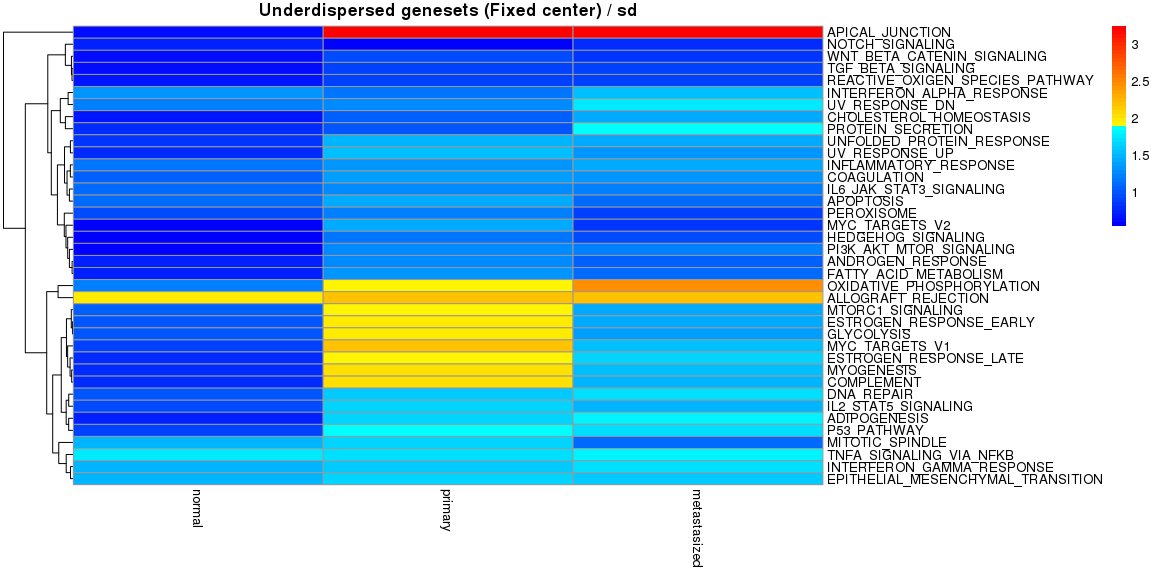 Underdispersed genesets (Fixed center) / sd
APICAL_JUNCTION
NOTCH_SIGNALING
WNT_BETA_CATENIN_SIGNALING
TGF_BETA_SIGNALING
REACTIVE_OXIGEN_SPECIES_PATHWAY
INTERFERON_ALPHA_RESPONSE
UV_RESPONSE_DN
CHOLESTEROL_HOMEOSTASIS
PROTEIN_SECRETION
UNFOLDED_PROTEIN_RESPONSE
UV_RESPONSE_UP
INFLAMMATORY_RESPONSE
COAGULATION
IL6_JAK_STAT3_SIGNALING
APOPTOSIS
PEROXISOME
MYC_TARGETS_V2
HEDGEHOG_SIGNALING
PI3K_AKT_MTOR_SIGNALING
ANDROGEN_RESPONSE
FATTY_ACID_METABOLISM
OXIDATIVE_PHOSPHORYLATION
ALLOGRAFT_REJECTION
MTORC1_SIGNALING
ESTROGEN_RESPONSE_EARLY
GLYCOLYSIS
MYC_TARGETS_V1
ESTROGEN_RESPONSE_LATE
MYOGENESIS
COMPLEMENT
DNA_REPAIR
IL2_STAT5_SIGNALING
ADIPOGENESIS
P53_PATHWAY
MITOTIC_SPINDLE
TNFA_SIGNALING_VIA_NFKB
INTERFERON_GAMMA_RESPONSE
EPITHELIAL_MESENCHYMAL_TRANSITION
3
2.5
2
1.5
1
normal
primary
metastasized